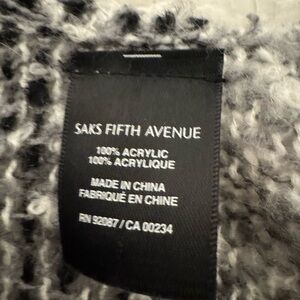 SAKS FIFTH AVENUE
100% ACRYLIC
100% ACRYLIQUE
MADE IN CHINA
FABRIQUÉ EN CHINE
RN 92087 / CA 00234